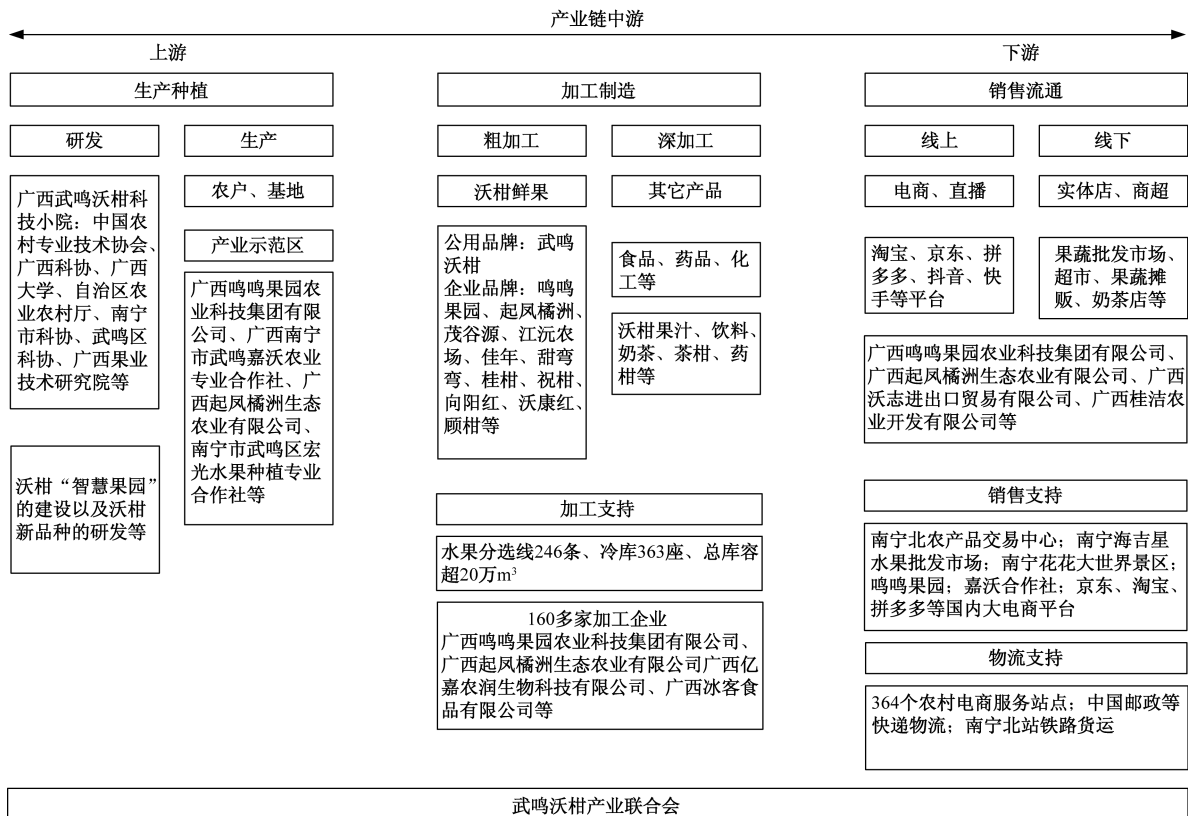 产业链中游
上游
下游
生产种植
加工制造
销售流通
研发
生产
粗加工
深加工
线上
线下
广西武鸣沃柑科
技小院：中国农
村专业技术协会、
广西科协、广西
大学、自治区农
业农村厅、南宁
市科协、武鸣区
科协、广西果业
技术研究院等
沃柑“智慧果园”
的建设以及沃柑
新品种的研发等
农户、基地
产业示范区
广西鸣鸣果园农
业科技集团有限
公司、广西南宁
市武鸣嘉沃农业
专业合作社、广
西起凤橘洲生态
农业有限公司、
南宁市武鸣区宏
光水果种植专业
合作社等
沃柑鲜果
公用品牌：武鸣
沃柑
企业品牌：鸣鸣
果园、起凤橘洲、
茂谷源、江沅农
场、佳年、甜弯
弯、桂柑、祝柑、
向阳红、沃康红、
顾柑等
其它产品
食品、药品、化
工等
沃柑果汁、饮料、
奶茶、茶柑、药
柑等
加工支持
水果分选线246条、冷库363座、总库容
超20万m³
160多家加工企业
广西鸣鸣果园农业科技集团有限公司、
广西起凤橘洲生态农业有限公司广西亿
嘉农润生物科技有限公司、广西冰客食
品有限公司等
电商、直播
淘宝、京东、拼
多多、抖音、快
手等平台
实体店、商超
果蔬批发市场、
超市、果蔬摊
贩、奶茶店等
广西鸣鸣果园农业科技集团有限公司、
广西起凤橘洲生态农业有限公司、广西
沃志进出口贸易有限公司、广西桂洁农
业开发有限公司等
销售支持
南宁北农产品交易中心；南宁海吉星
水果批发市场；南宁花花大世界景区；
鸣鸣果园；嘉沃合作社；京东、淘宝、
拼多多等国内大电商平台
物流支持
364个农村电商服务站点；中国邮政等
快递物流；南宁北站铁路货运
武鸣沃柑产业联合会